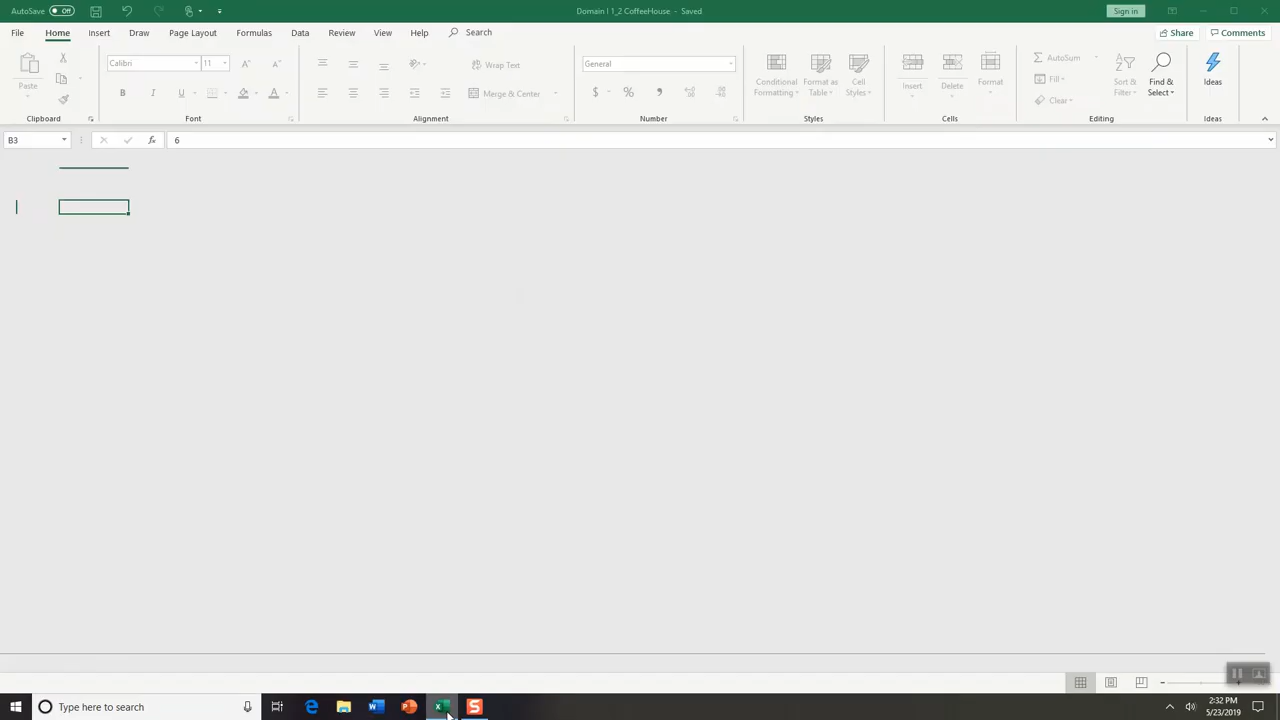 AutoSave Off
Domain 1_2 CoffeeHouse - Saved
Sign in
File Home Insert Draw Page Layout Formulas Data Review View Help Search
Share Comments
Paste
Clipboard
Calibri 11
B I U
Font
Wrap Text
Merge & Center
Alignment
General
$ % ,
Number
Conditional Formatting
Format as Table
Cell Styles
Styles
Insert
Delete
Format
Cells
AutoSum
Fill
Clear
Sort & Filter
Find & Select
Editing
Ideas
Ideas
B3 fx 6
Type here to search
2:32 PM
5/23/2019